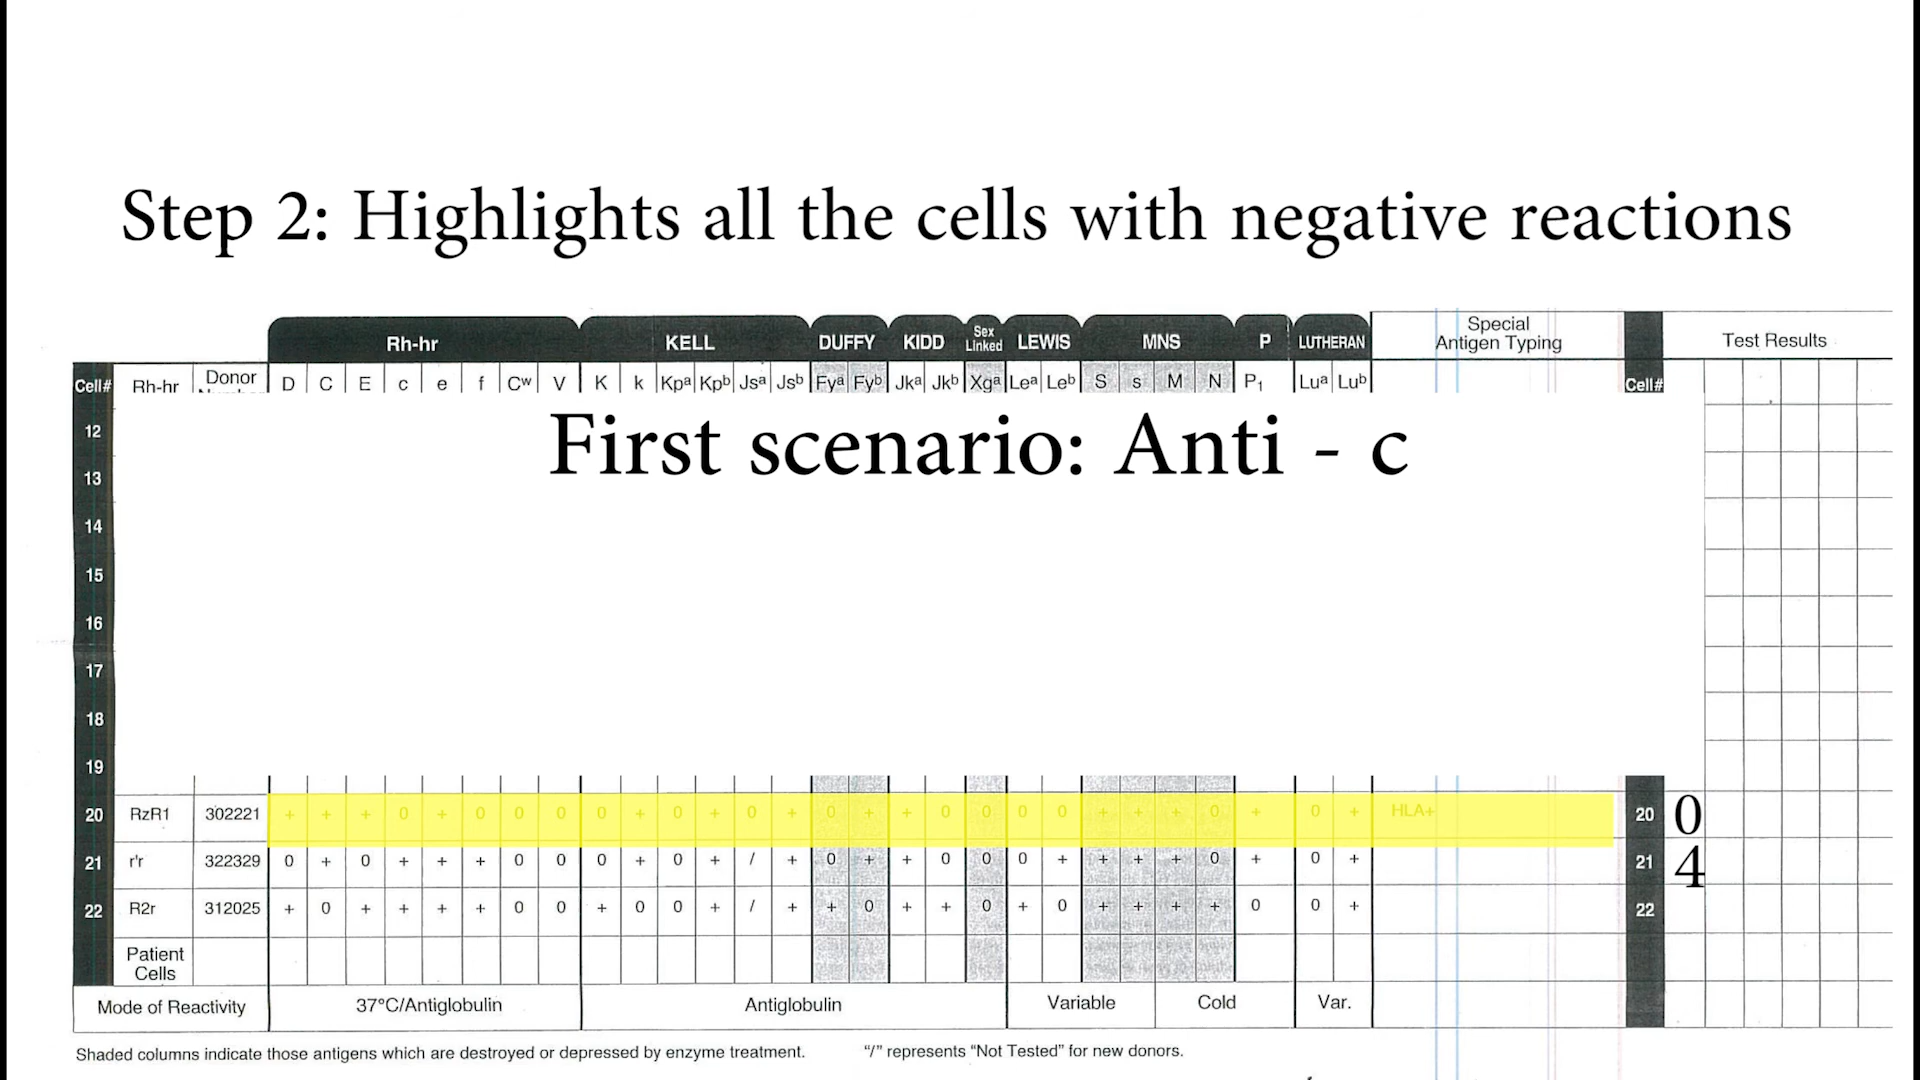 Step 2: Highlights all the cells with negative reactions
Rh-hr KELL DUFFY KIDD Sex Linked LEWIS MNS P LUTHERAN Special Antigen Typing Test Results
Cell# Rh-hr Donor D C E c e f Cʷ V K k Kpᵃ Kpᵇ Jsᵃ Jsᵇ Fyᵃ Fyᵇ Jkᵃ Jkᵇ Xgᵃ Leᵃ Leᵇ S s M N P₁ Luᵃ Luᵇ Cell#
First scenario: Anti - c
12
13
14
15
16
17
18
19
20 RzR1 302221 + + + 0 + 0 0 0 0 + 0 + 0 + 0 + + 0 0 0 0 + + + 0 + 0 + HLA+ 20 0
21 r'r 322329 0 + 0 + + + 0 0 0 + 0 + / + 0 + + 0 0 0 + + + + 0 + 0 + 21 4
22 R2r 312025 + 0 + + + + 0 0 + 0 0 + / + + 0 + + 0 + 0 + + + + 0 0 + 22
Patient Cells
Mode of Reactivity 37°C/Antiglobulin Antiglobulin Variable Cold Var.
Shaded columns indicate those antigens which are destroyed or depressed by enzyme treatment. "/" represents "Not Tested" for new donors.